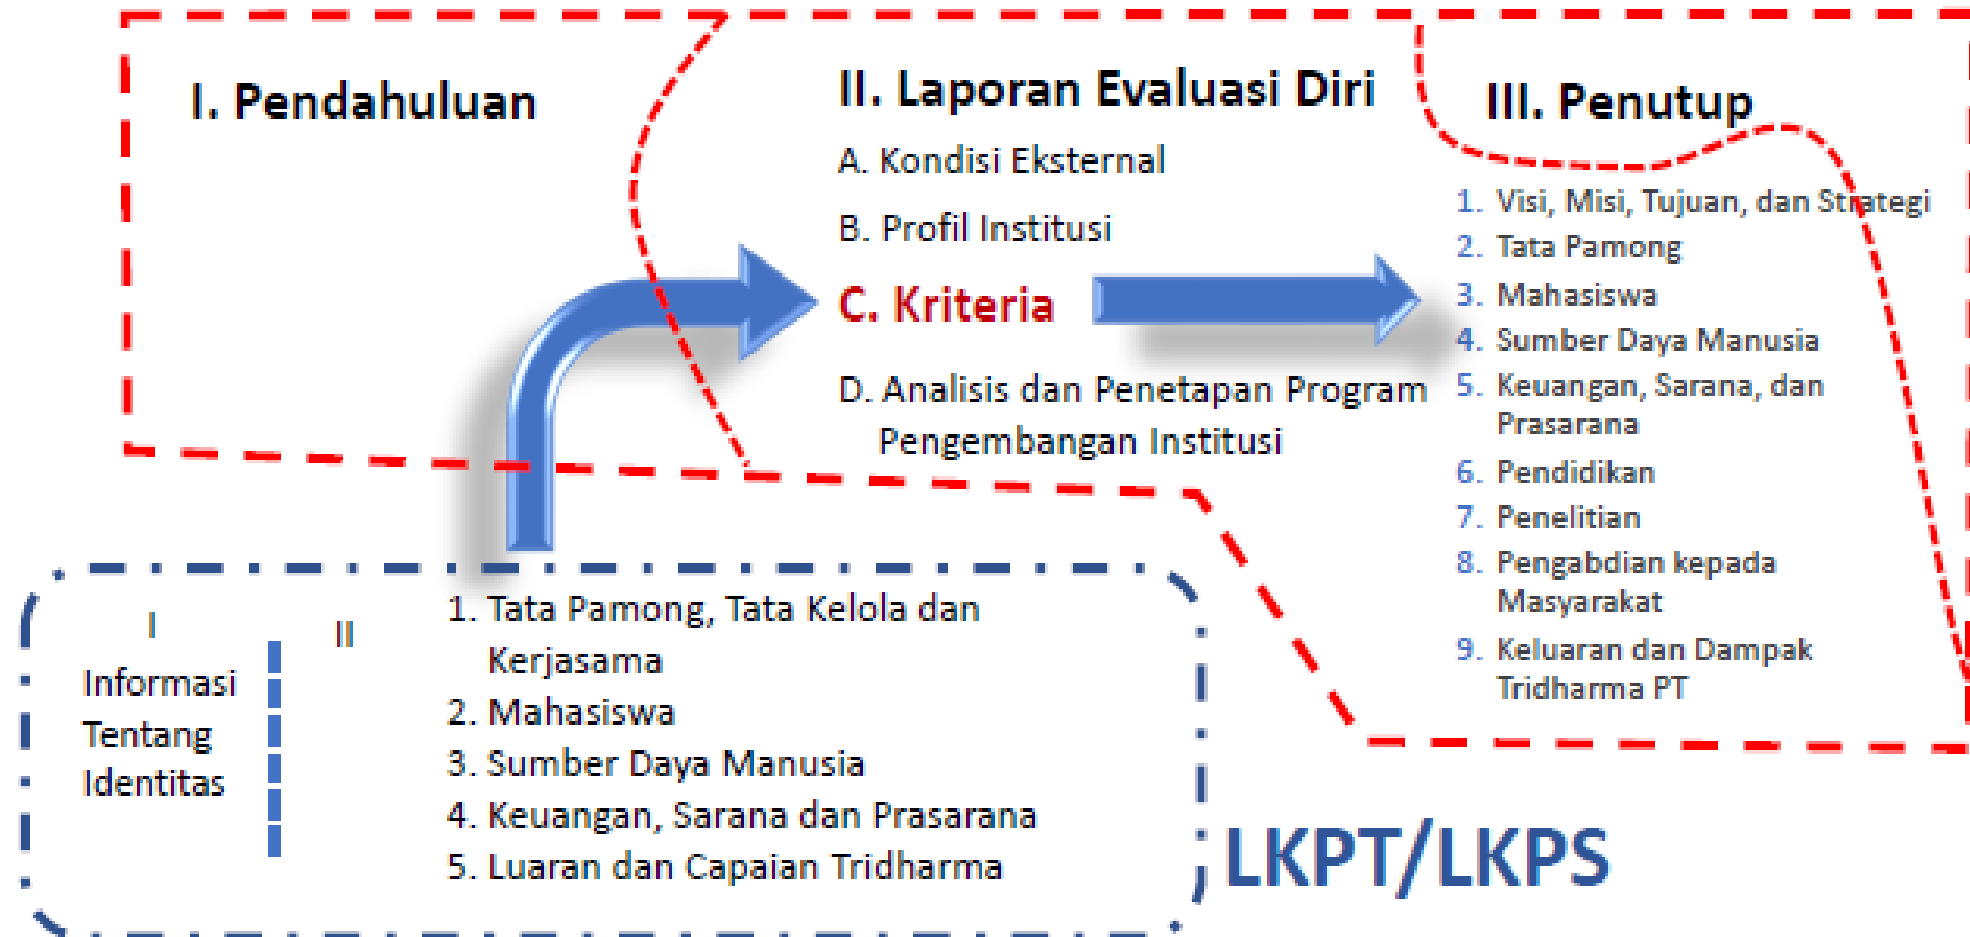 I. Pendahuluan
II. Laporan Evaluasi Diri
A. Kondisi Eksternal
B. Profil Institusi
C. Kriteria
D. Analisis dan Penetapan Program
Pengembangan Institusi
III. Penutup
1. Visi, Misi, Tujuan, dan Strategi
2. Tata Pamong
3. Mahasiswa
4. Sumber Daya Manusia
5. Keuangan, Sarana, dan
Prasarana
6. Pendidikan
7. Penelitian
8. Pengabdian kepada
Masyarakat
9. Keluaran dan Dampak
Tridharma PT
I
Informasi
Tentang
Identitas
II
1. Tata Pamong, Tata Kelola dan
Kerjasama
2. Mahasiswa
3. Sumber Daya Manusia
4. Keuangan, Sarana dan Prasarana
5. Luaran dan Capaian Tridharma
LKPT/LKPS